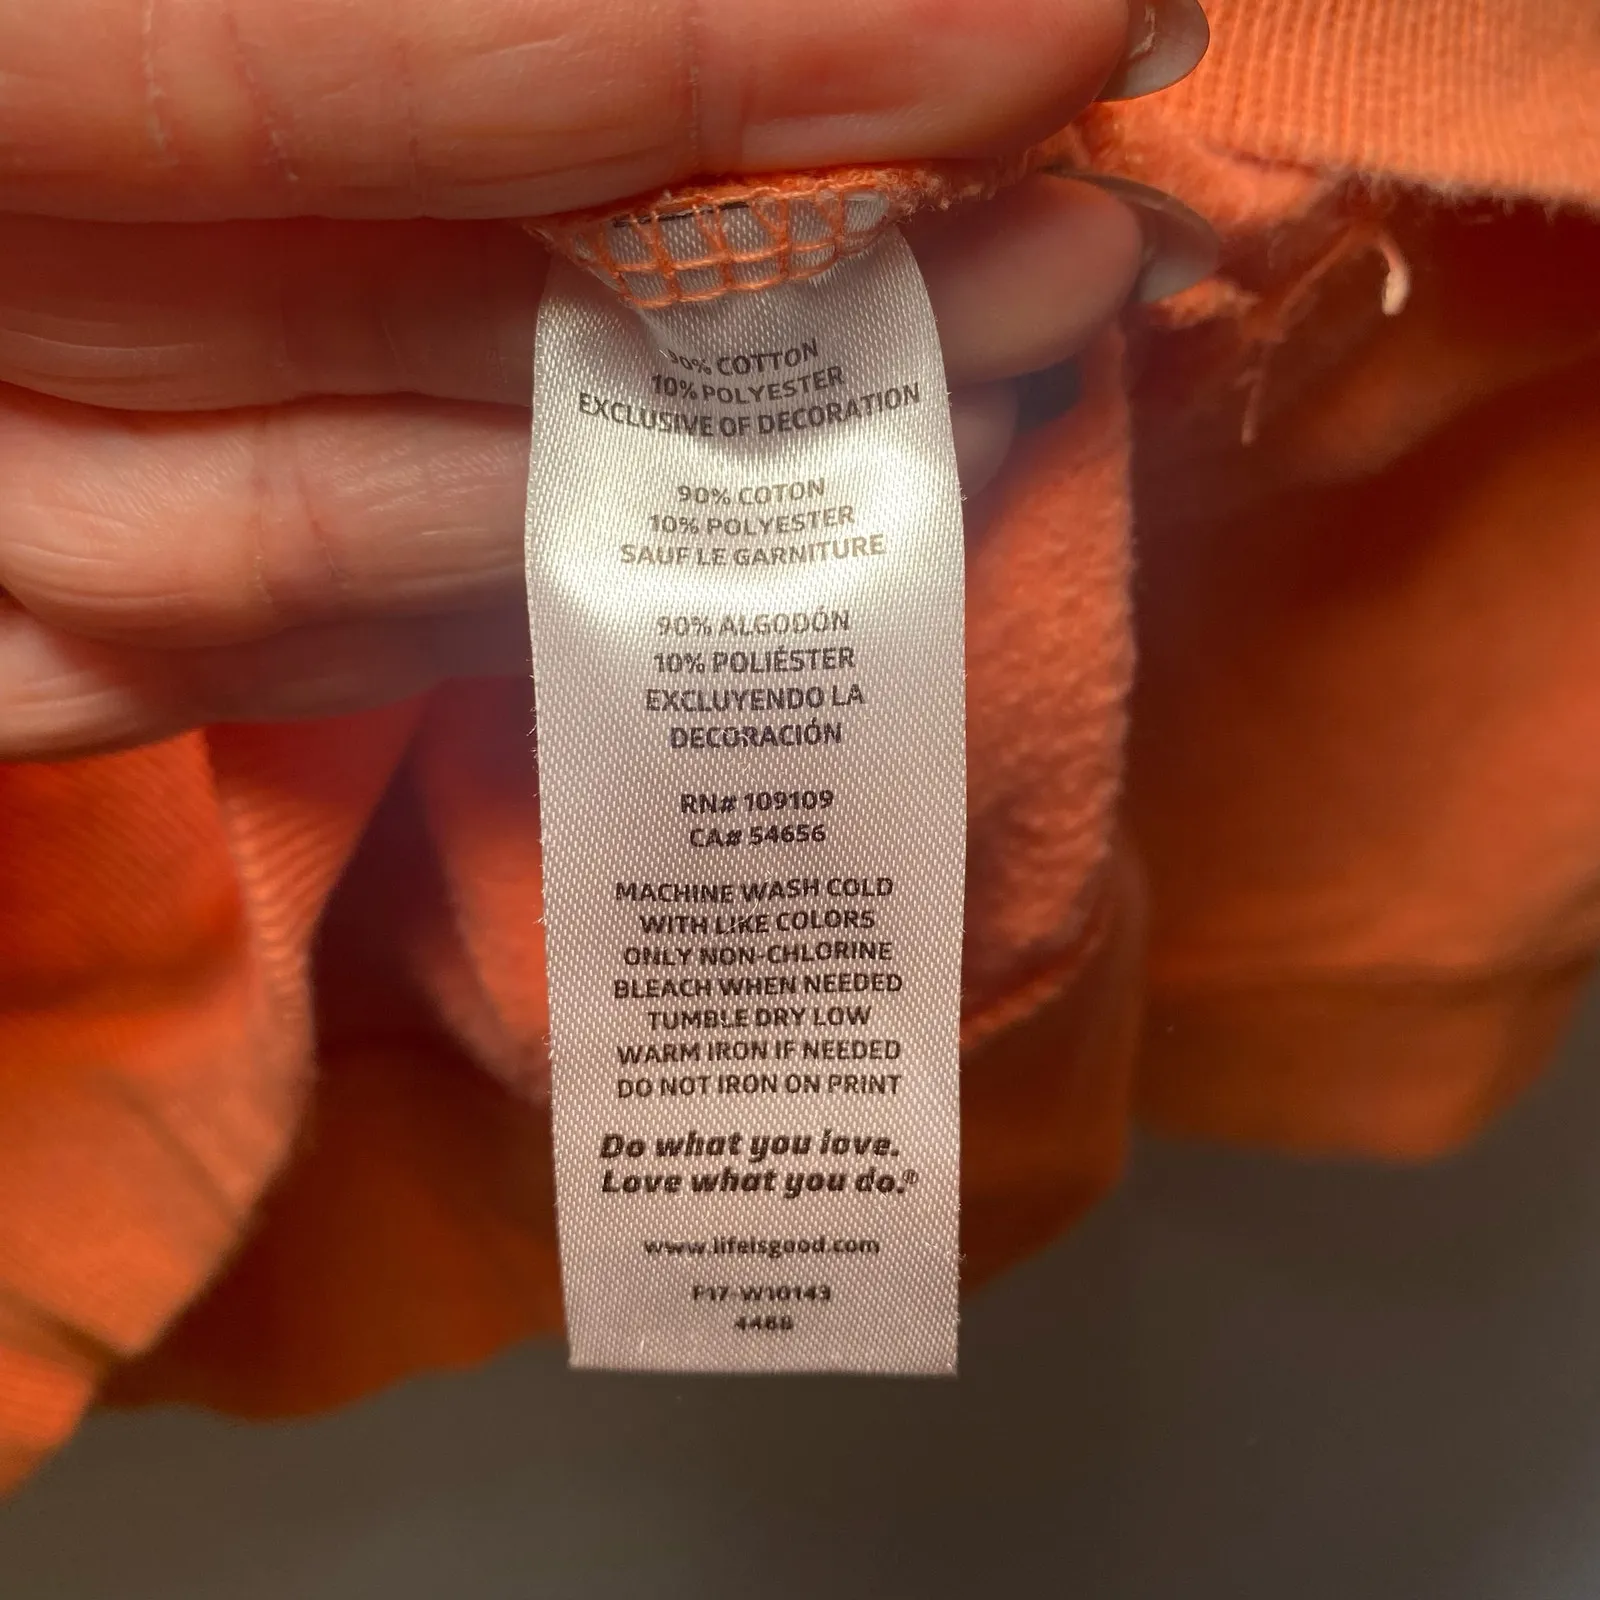 90% COTTON
10% POLYESTER
EXCLUSIVE OF DECORATION
90% COTON
10% POLYESTER
SAUF LE GARNITURE
90% ALGODÓN
10% POLIÉSTER
EXCLUYENDO LA
DECORACIÓN
RN# 109109
CA# 54656
MACHINE WASH COLD
WITH LIKE COLORS
ONLY NON-CHLORINE
BLEACH WHEN NEEDED
TUMBLE DRY LOW
WARM IRON IF NEEDED
DO NOT IRON ON PRINT
Do what you love.
Love what you do.®
www.lifeisgood.com
F17-W10143
4488